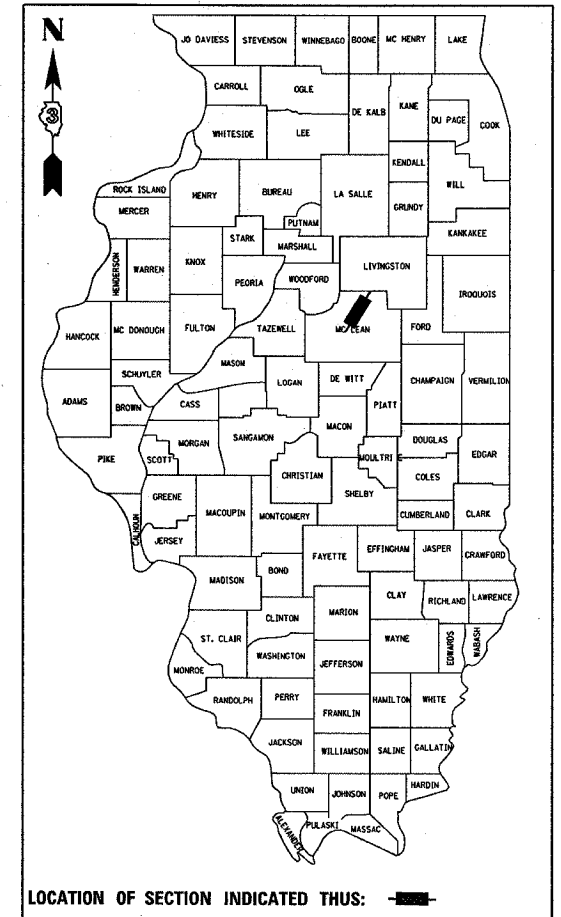 JO DAVIESS STEVENSON WINNEBAGO BOONE MC HENRY LAKE
N
CARROLL OGLE
DE KALB KANE
DU PAGE COOK
3
WHITESIDE LEE
KENDALL
WILL
ROCK ISLAND HENRY BUREAU LA SALLE
GRUNDY
MERCER
PUTNAM
KANKAKEE
STARK
MARSHALL
HENDERSON WARREN KNOX LIVINGSTON
PEORIA WOODFORD
IROQUOIS
HANCOCK MC DONOUGH FULTON TAZEWELL MC LEAN FORD
MASOM
SCHUYLER LOGAN DE WITT CHAMPAIGN VERMILION
ADAMS BROWN CASS PIATT
MACON
MORGAN SANGAMON DOUGLAS EDGAR
PIKE SCOTT MOULTRIE
CHRISTIAN COLES
GREENE SHELBY
CALHOUN MACOUPIN MONTGOMERY CUMBERLAND CLARK
JERSEY
FAYETTE EFFINGHAM JASPER CRAWFORD
BOND
MADISON
CLAY RICHLAND LAWRENCE
CLINTON MARION
ST. CLAIR WAYNE EDWARDS WABASH
WASHINGTON JEFFERSON
MONROE
RANDOLPH PERRY HAMILTON WHITE
FRANKLIN
JACKSON WILLIAMSON SALINE GALLATIN
UNION JOHNSON POPE HARDIN
ALEXANDER PULASKI MASSAC
LOCATION OF SECTION INDICATED THUS: